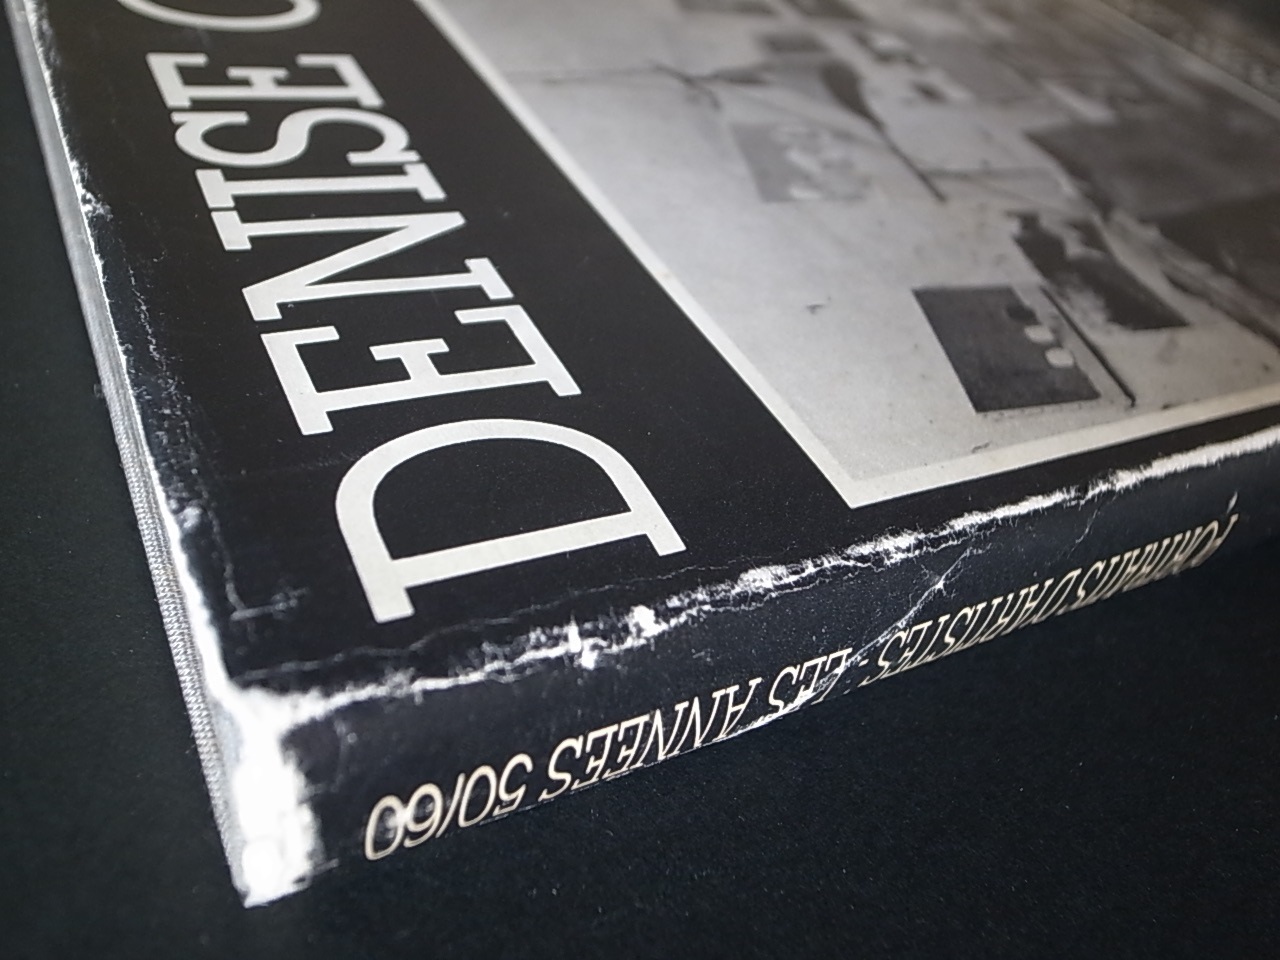 DENISE
PORTRAITS D'ARTISTES - LES ANNEES 50/60